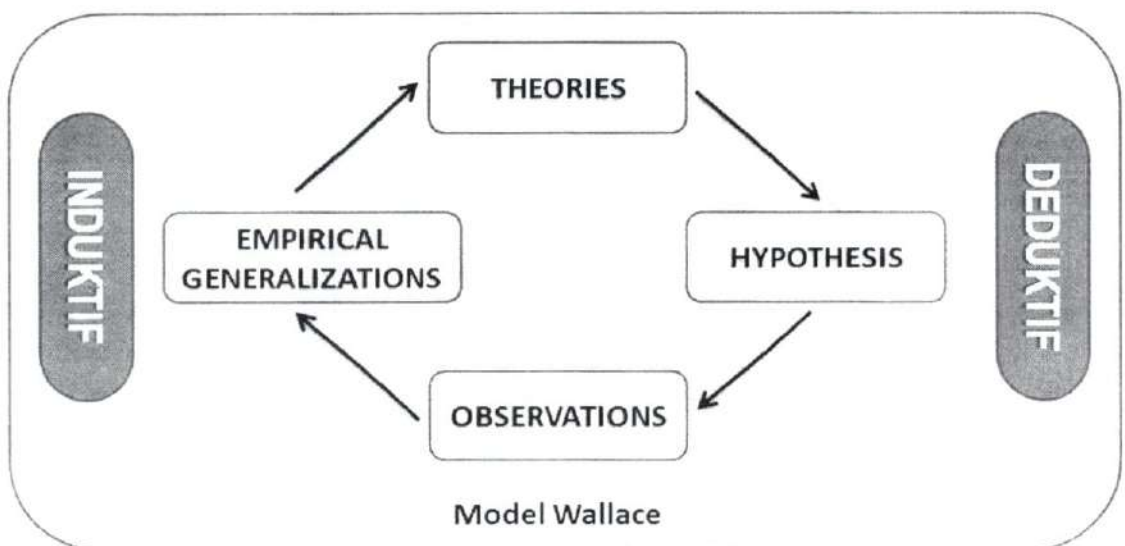 THEORIES
INDUKTIF
EMPIRICAL
GENERALIZATIONS
HYPOTHESIS
DEDUKTIF
OBSERVATIONS
Model Wallace